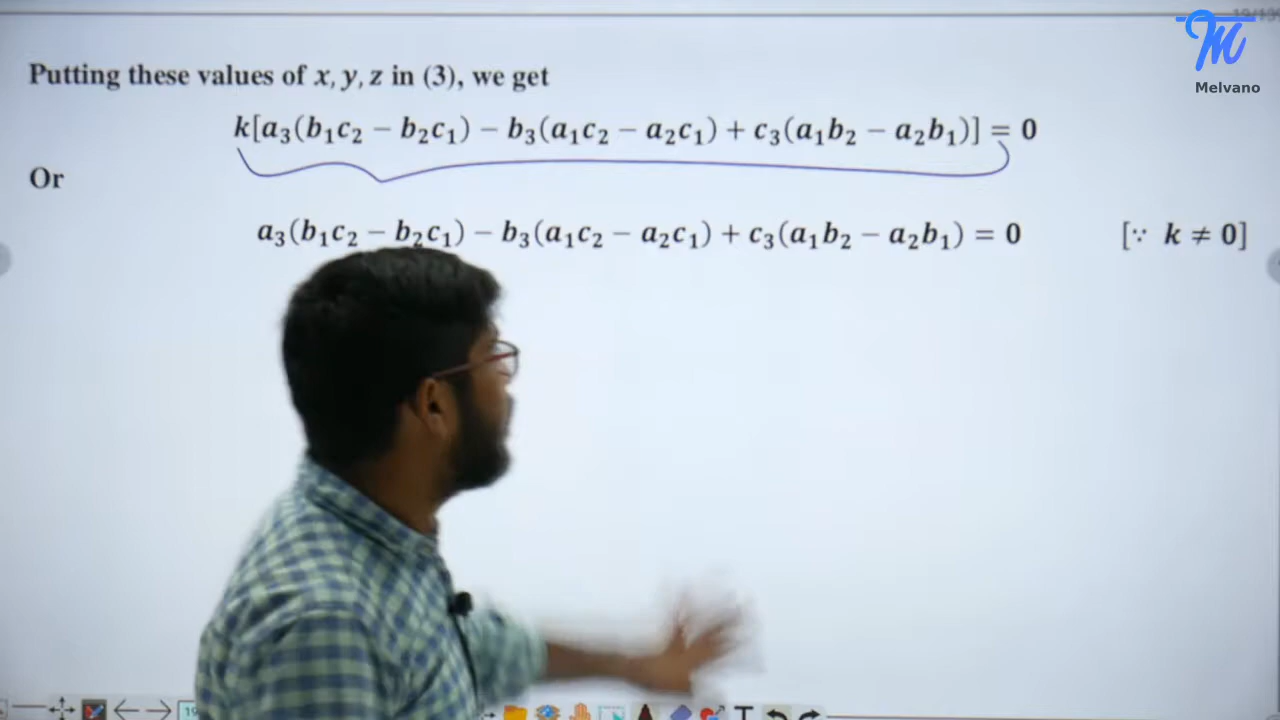 Putting these values of x, y, z in (3), we get
k[a₃(b₁c₂ − b₂c₁) − b₃(a₁c₂ − a₂c₁) + c₃(a₁b₂ − a₂b₁)] = 0
Or
a₃(b₁c₂ − b₂c₁) − b₃(a₁c₂ − a₂c₁) + c₃(a₁b₂ − a₂b₁) = 0 [∵ k ≠ 0]
Melvano
19
T